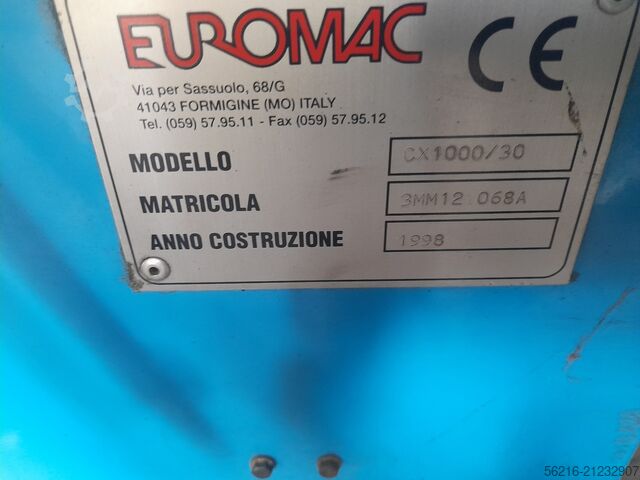 EUROMAC CE
Via per Sassuolo, 68/G
41043 FORMIGINE (MO) ITALY
Tel. (059) 57.95.11 - Fax (059) 57.95.12
MODELLO CX1000/30
MATRICOLA 3MM12 068A
ANNO COSTRUZIONE 1998
56216-21232907